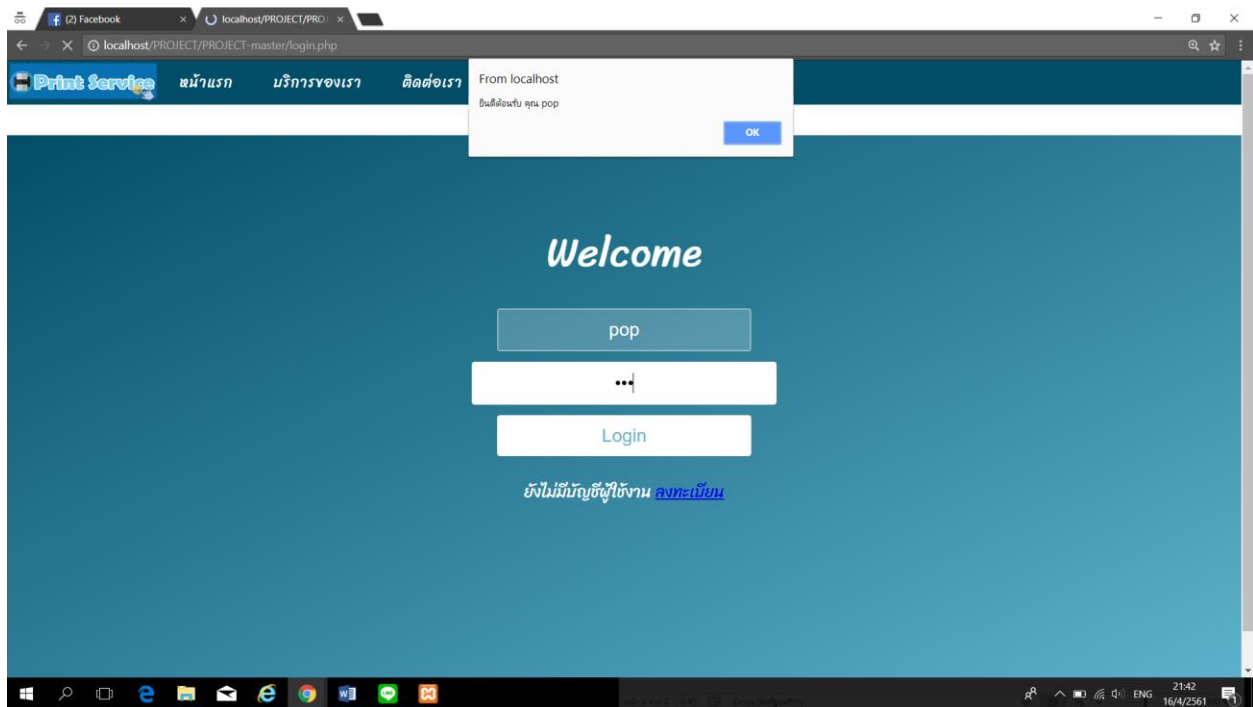 (2) Facebook
localhost/PROJECT/PRO
localhost/PROJECT/PROJECT-master/login.php
Print Service หน้าแรก บริการของเรา ติดต่อเรา
From localhost
ยินดีต้อนรับ คุณ pop
OK
Welcome
pop
•••
Login
ยังไม่มีบัญชีผู้ใช้งาน ลงทะเบียน
ENG
21:42
16/4/2561
1